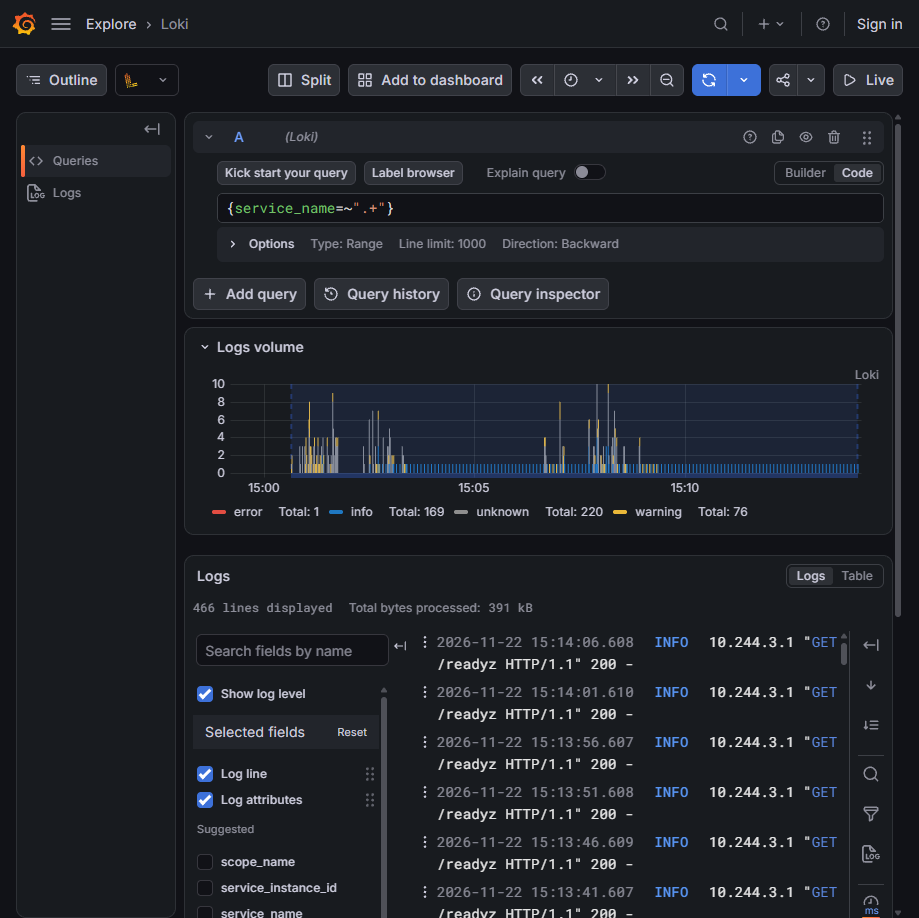 Explore › Loki Sign in
Outline Split Add to dashboard Live
Queries
LOG Logs
A (Loki)
Kick start your query Label browser Explain query Builder Code
{service_name=~".+"}
Options Type: Range Line limit: 1000 Direction: Backward
+ Add query Query history Query inspector
Logs volume
Loki
10
8
6
4
2
0
15:00 15:05 15:10
error Total: 1 info Total: 169 unknown Total: 220 warning Total: 76
Logs Logs Table
466 lines displayed Total bytes processed: 391 kB
Search fields by name
Show log level
Selected fields Reset
Log line
Log attributes
Suggested
scope_name
service_instance_id
service_name
2026-11-22 15:14:06.608 INFO 10.244.3.1 "GET
/readyz HTTP/1.1" 200 -
2026-11-22 15:14:01.610 INFO 10.244.3.1 "GET
/readyz HTTP/1.1" 200 -
2026-11-22 15:13:56.607 INFO 10.244.3.1 "GET
/readyz HTTP/1.1" 200 -
2026-11-22 15:13:51.608 INFO 10.244.3.1 "GET
/readyz HTTP/1.1" 200 -
2026-11-22 15:13:46.609 INFO 10.244.3.1 "GET
/readyz HTTP/1.1" 200 -
2026-11-22 15:13:41.607 INFO 10.244.3.1 "GET
/readyz HTTP/1.1" 200 -
LOG
ms